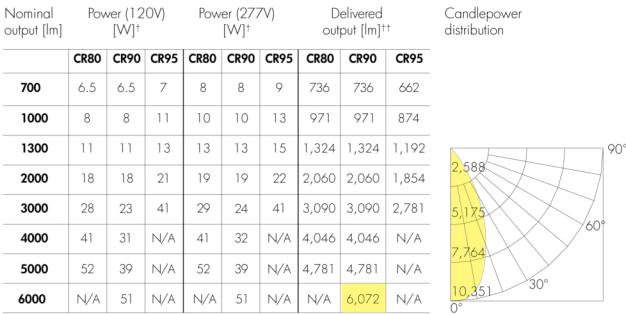 Nominal Power (120V) Power (277V) Delivered Candlepower
output [lm] [W]† [W]† output [lm]†† distribution
CR80 CR90 CR95 CR80 CR90 CR95 CR80 CR90 CR95
700 6.5 6.5 7 8 8 9 736 736 662
1000 8 8 11 10 10 13 971 971 874
1300 11 11 13 13 13 15 1,324 1,324 1,192
2000 18 18 21 19 19 22 2,060 2,060 1,854
3000 28 23 41 29 24 41 3,090 3,090 2,781
4000 41 31 N/A 41 32 N/A 4,046 4,046 N/A
5000 52 39 N/A 52 39 N/A 4,781 4,781 N/A
6000 N/A 51 N/A N/A 51 N/A N/A 6,072 N/A
90°
2,588
5,175
60°
7,764
30°
10,351
0°